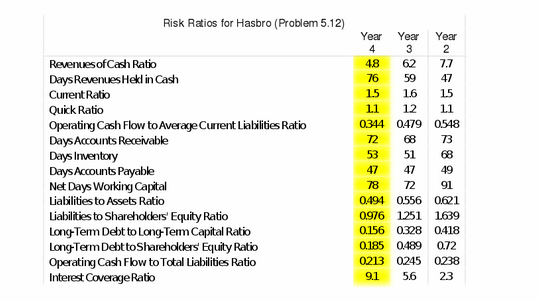 Risk Ratios for Hasbro (Problem 5.12)
Year Year Year
4 3 2
Revenues of Cash Ratio 4.8 6.2 7.7
Days Revenues Held in Cash 76 59 47
Current Ratio 1.5 1.6 1.5
Quick Ratio 1.1 1.2 1.1
Operating Cash Flow to Average Current Liabilities Ratio 0.344 0.479 0.548
Days Accounts Receivable 72 68 73
Days Inventory 53 51 68
Days Accounts Payable 47 47 49
Net Days Working Capital 78 72 91
Liabilities to Assets Ratio 0.494 0.556 0.621
Liabilities to Shareholders' Equity Ratio 0.976 1.251 1.639
Long-Term Debt to Long-Term Capital Ratio 0.156 0.328 0.418
Long-Term Debt to Shareholders' Equity Ratio 0.185 0.489 0.72
Operating Cash Flow to Total Liabilities Ratio 0.213 0.245 0.238
Interest Coverage Ratio 9.1 5.6 2.3